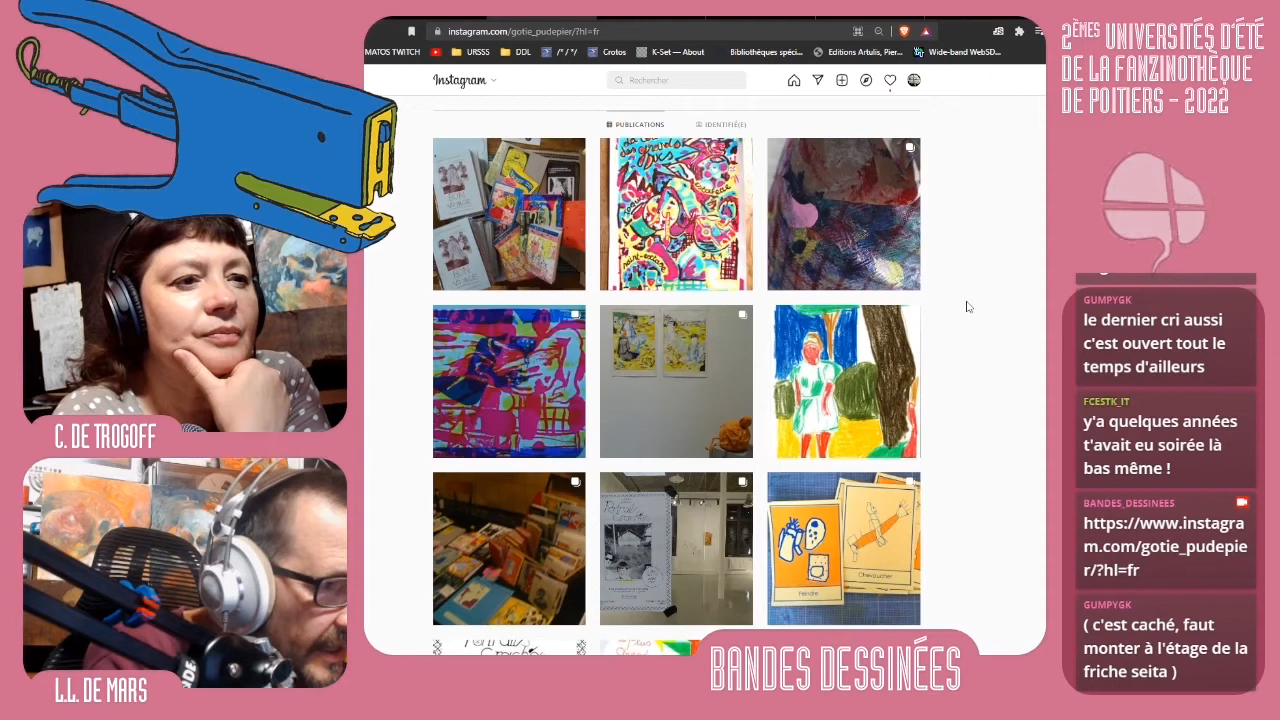 instagram.com/gotie_pudepier/?hl=fr
MATOS TWITCH
URSSS
DDL
/* */
Crotos
K-Set — About
Bibliothèques spéci...
Editions Artulis, Pier...
Wide-band WebSD...
Instagram
Rechercher
PUBLICATIONS
IDENTIFIÉ(E)
BON VOYAGE
Feindre
Chevaucher
C. DE TROGOFF
L.L. DE MARS
BANDES DESSINÉES
2ÈMES UNIVERSITÉS D'ÉTÉ
DE LA FANZINOTHÈQUE
DE POITIERS - 2022
GUMPYGK
le dernier cri aussi
c'est ouvert tout le
temps d'ailleurs
FCESTK_IT
y'a quelques années
t'avait eu soirée là
bas même !
BANDES_DESSINEES
https://www.instagra
m.com/gotie_pudepie
r/?hl=fr
GUMPYGK
( c'est caché, faut
monter à l'étage de la
friche seita )